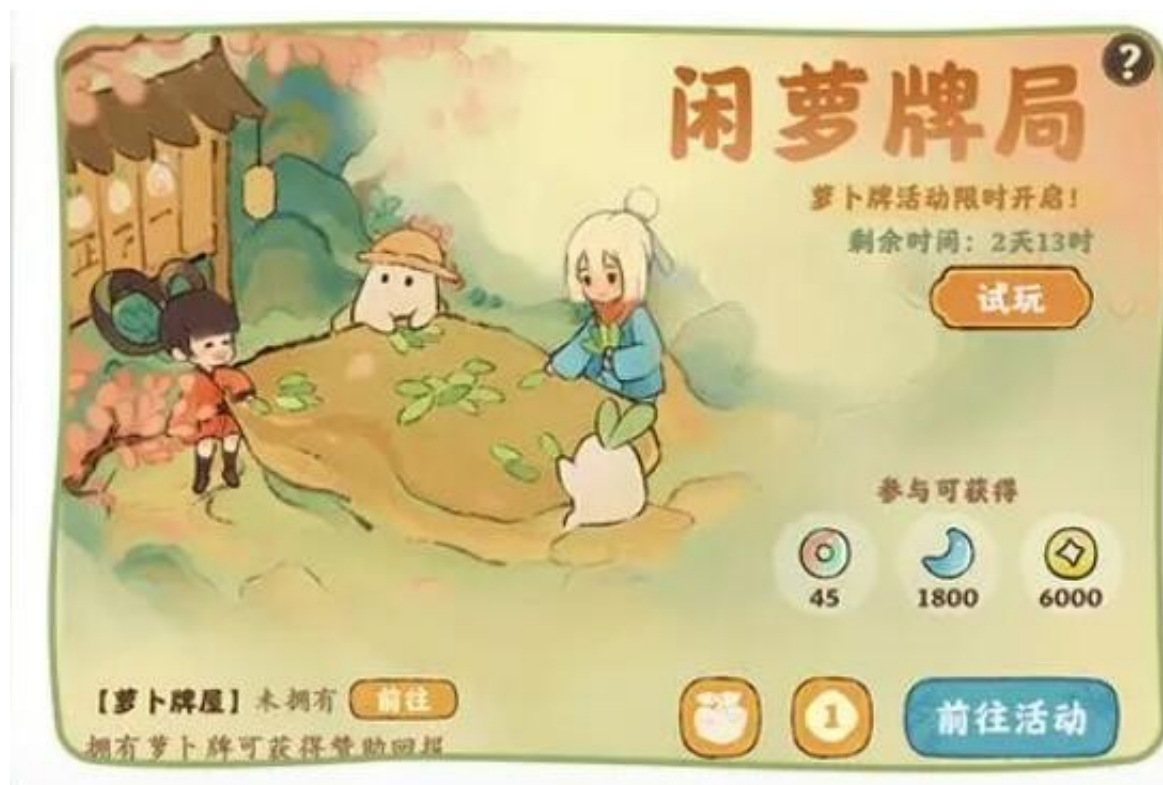 ?
闲萝牌局
萝卜牌活动限时开启！
剩余时间：2天13时
试玩
参与可获得
45 1800 6000
【萝卜牌屋】未拥有 前往
拥有萝卜牌可获得赞助回报
1
前往活动